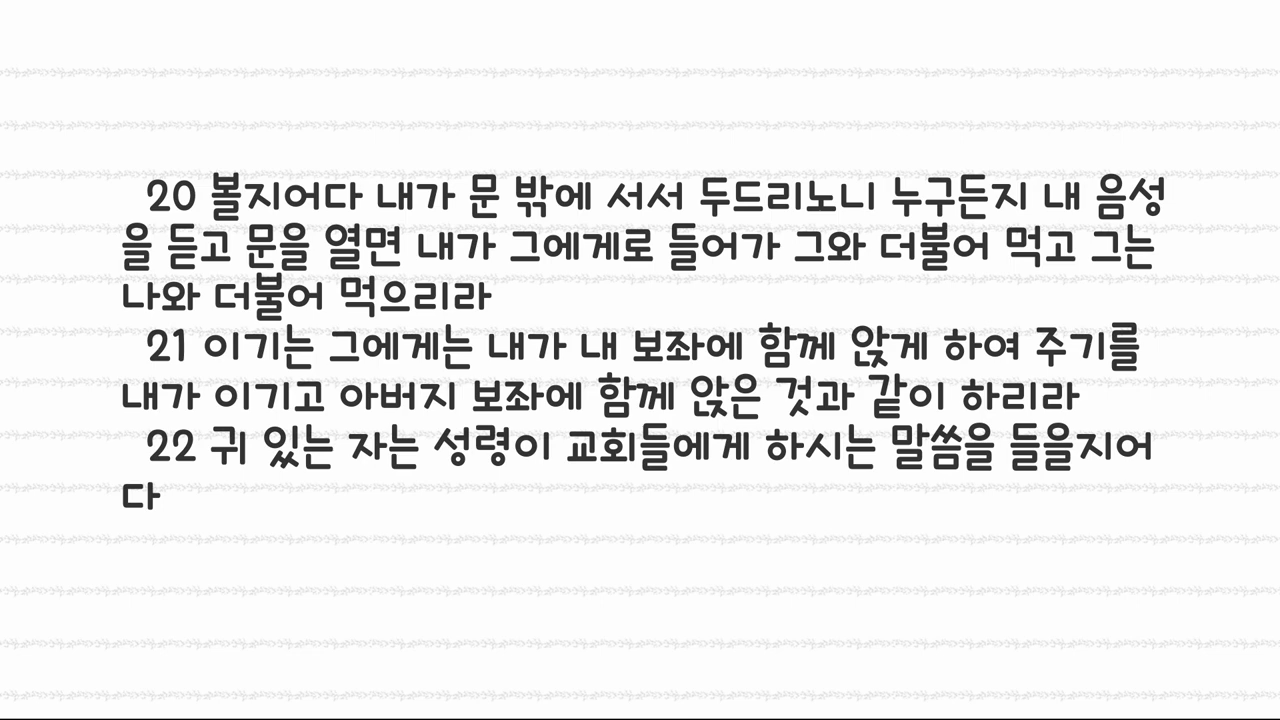 20 볼지어다 내가 문 밖에 서서 두드리노니 누구든지 내 음성
을 듣고 문을 열면 내가 그에게로 들어가 그와 더불어 먹고 그는
나와 더불어 먹으리라
21 이기는 그에게는 내가 내 보좌에 함께 앉게 하여 주기를
내가 이기고 아버지 보좌에 함께 앉은 것과 같이 하리라
22 귀 있는 자는 성령이 교회들에게 하시는 말씀을 들을지어
다